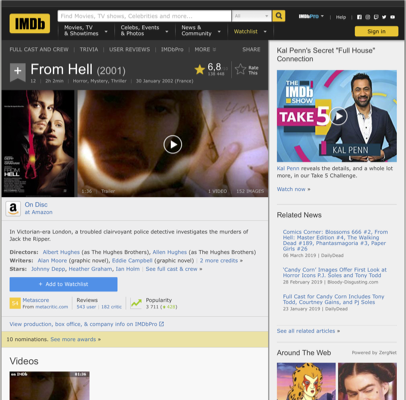 IMDb
Find Movies, TV shows, Celebrities and more...
All
Movies, TV & Showtimes
Celebs, Events & Photos
News & Community
Watchlist
IMDbPro
Help
Sign in
FULL CAST AND CREW | TRIVIA | USER REVIEWS | IMDbPro | MORE
SHARE
From Hell (2001)
12 | 2h 2min | Horror, Mystery, Thriller | 30 January 2002 (France)
6,8
Rate This
Trailer
1 VIDEO | 152 IMAGES
On Disc
at Amazon
In Victorian-era London, a troubled clairvoyant police detective investigates the murders of
Jack the Ripper.
Directors: Albert Hughes (as The Hughes Brothers), Allen Hughes (as The Hughes Brothers)
Writers: Alan Moore (graphic novel), Eddie Campbell (graphic novel) | 2 more credits »
Stars: Johnny Depp, Heather Graham, Ian Holm | See full cast & crew »
+ Add to Watchlist
Metascore
From metacritic.com
Reviews
543 user | 182 critic
Popularity
View production, box office, & company info on IMDbPro
10 nominations. See more awards »
Videos
Kal Penn's Secret "Full House"
Connection
THE IMDb SHOW
TAKE 5
KAL PENN
Kal Penn reveals the details, and a whole lot
more, in our Take 5 Challenge.
Watch now »
Related News
Comics Corner: Blossoms 666 #2, From
Hell: Master Edition #4, The Walking
Dead #189, Phantasmagoria #3, Paper
Girls #26
06 March 2019 | DailyDead
'Candy Corn' Images Offer First Look at
Horror Icons P.J. Soles and Tony Todd
28 February 2019 | Bloody-Disgusting.com
Full Cast for Candy Corn Includes Tony
Todd, Courtney Gains, and PJ Soles
23 January 2019 | DailyDead
See all related articles »
Around The Web
Powered by ZergNet